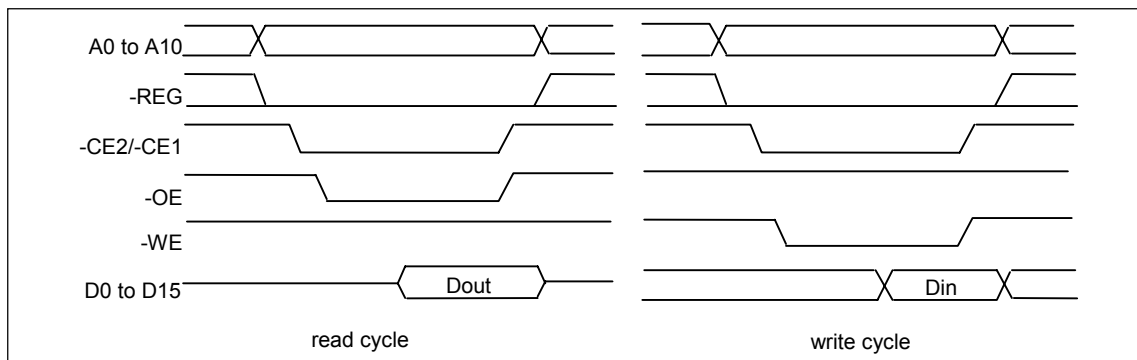 A0 to A10
-REG
-CE2/-CE1
-OE
-WE
D0 to D15
Dout
Din
read cycle
write cycle